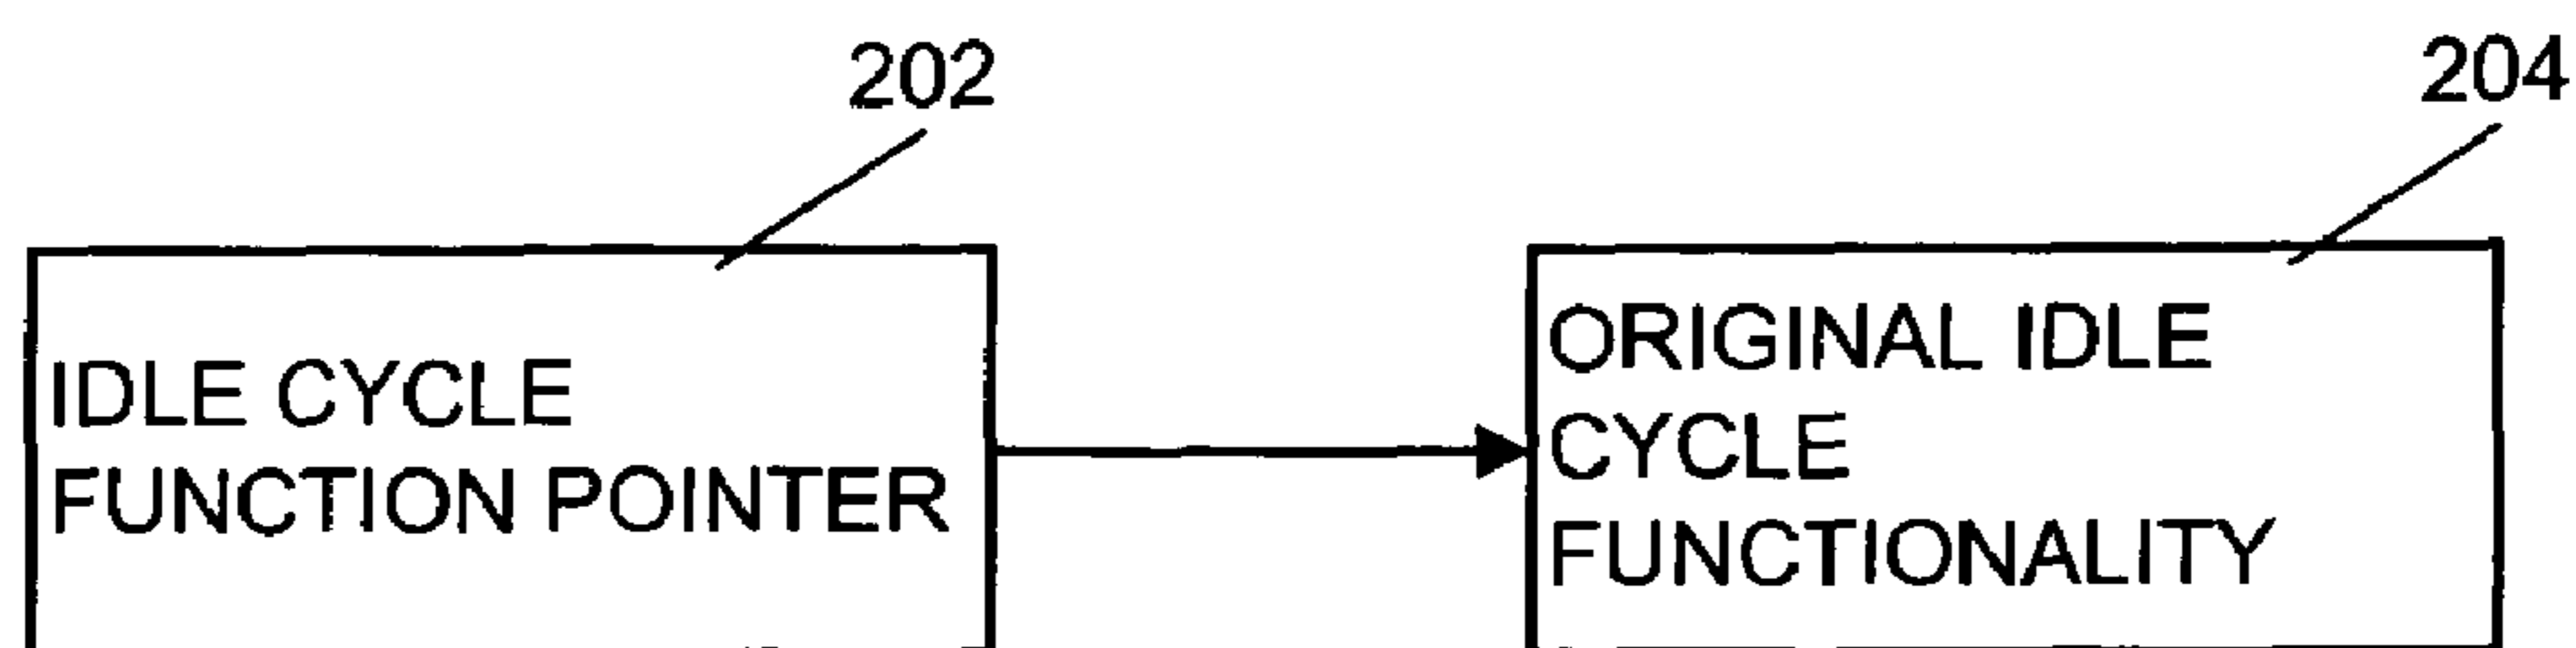 202
204
IDLE CYCLE
FUNCTION POINTER
ORIGINAL IDLE
CYCLE
FUNCTIONALITY